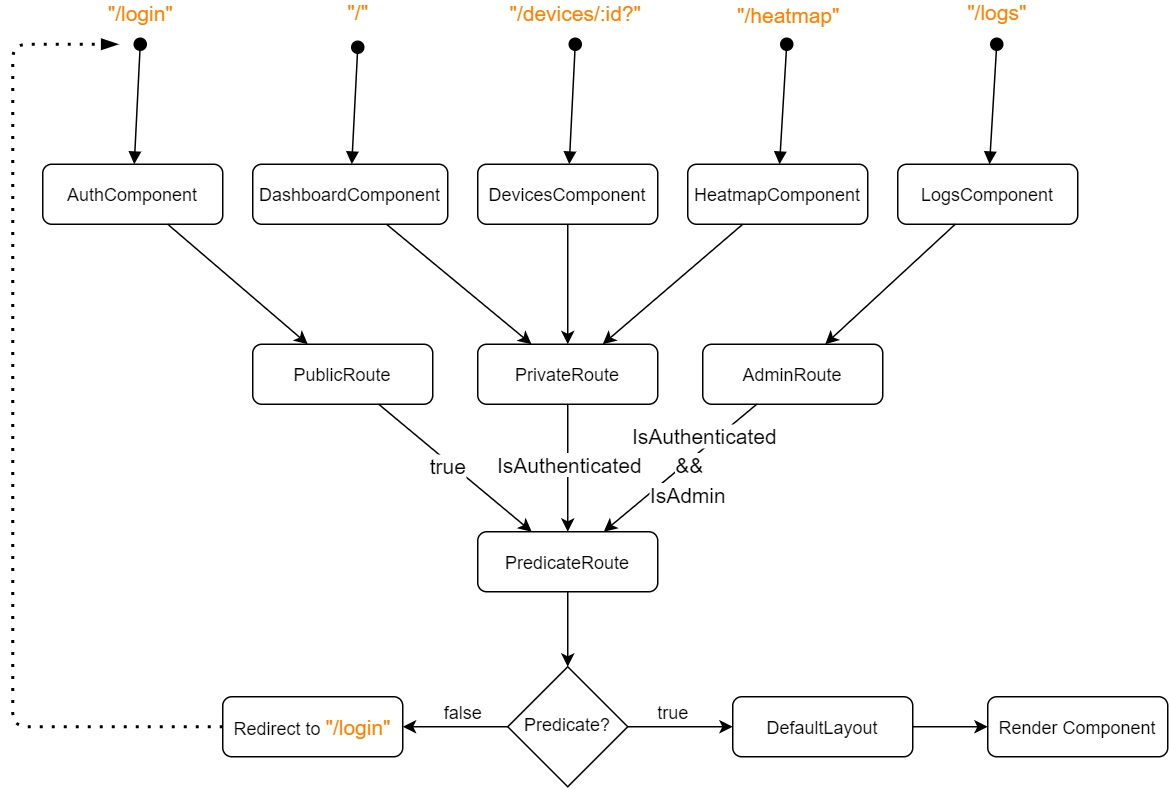 "/login"
"/"
"/devices/:id?"
"/heatmap"
"/logs"
AuthComponent
DashboardComponent
DevicesComponent
HeatmapComponent
LogsComponent
PublicRoute
PrivateRoute
AdminRoute
true
IsAuthenticated
IsAuthenticated
&&
IsAdmin
PredicateRoute
Predicate?
false
true
Redirect to "/login"
DefaultLayout
Render Component